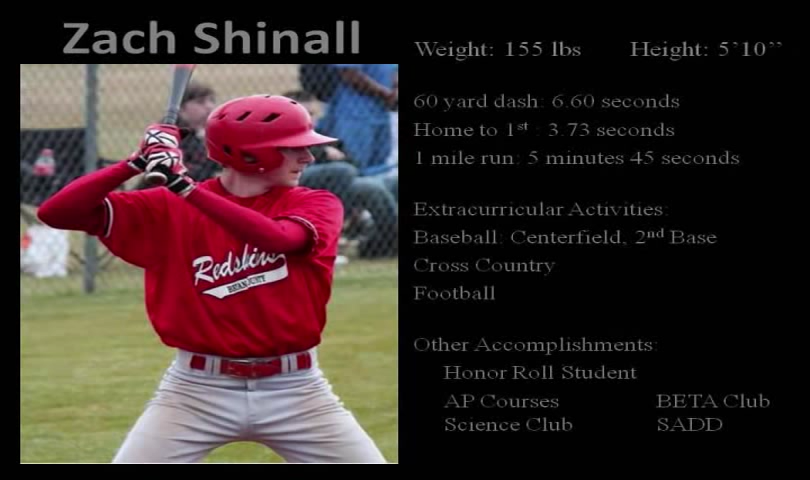 Zach Shinall
Weight: 155 lbs Height: 5’10’’
60 yard dash: 6.60 seconds
Home to 1st : 3.73 seconds
1 mile run: 5 minutes 45 seconds
Extracurricular Activities:
Baseball: Centerfield, 2nd Base
Cross Country
Football
Other Accomplishments:
Honor Roll Student
AP Courses BETA Club
Science Club SADD
Redskins